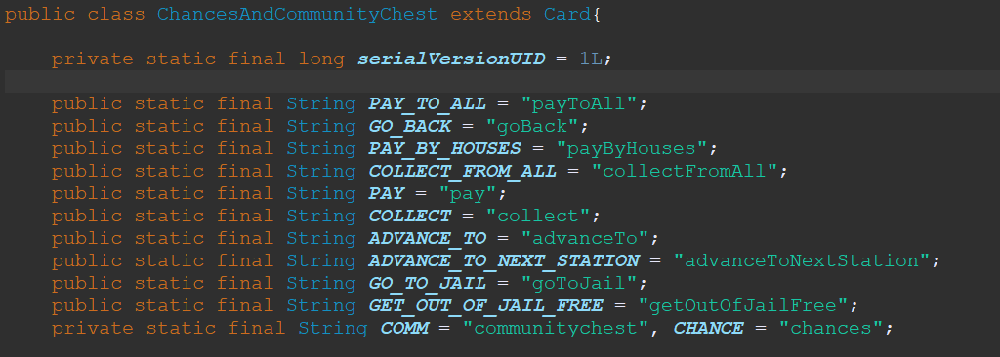 public class ChancesAndCommunityChest extends Card{
private static final long serialVersionUID = 1L;
public static final String PAY_TO_ALL = "payToAll";
public static final String GO_BACK = "goBack";
public static final String PAY_BY_HOUSES = "payByHouses";
public static final String COLLECT_FROM_ALL = "collectFromAll";
public static final String PAY = "pay";
public static final String COLLECT = "collect";
public static final String ADVANCE_TO = "advanceTo";
public static final String ADVANCE_TO_NEXT_STATION = "advanceToNextStation";
public static final String GO_TO_JAIL = "goToJail";
public static final String GET_OUT_OF_JAIL_FREE = "getOutOfJailFree";
private static final String COMM = "communitychest", CHANCE = "chances";